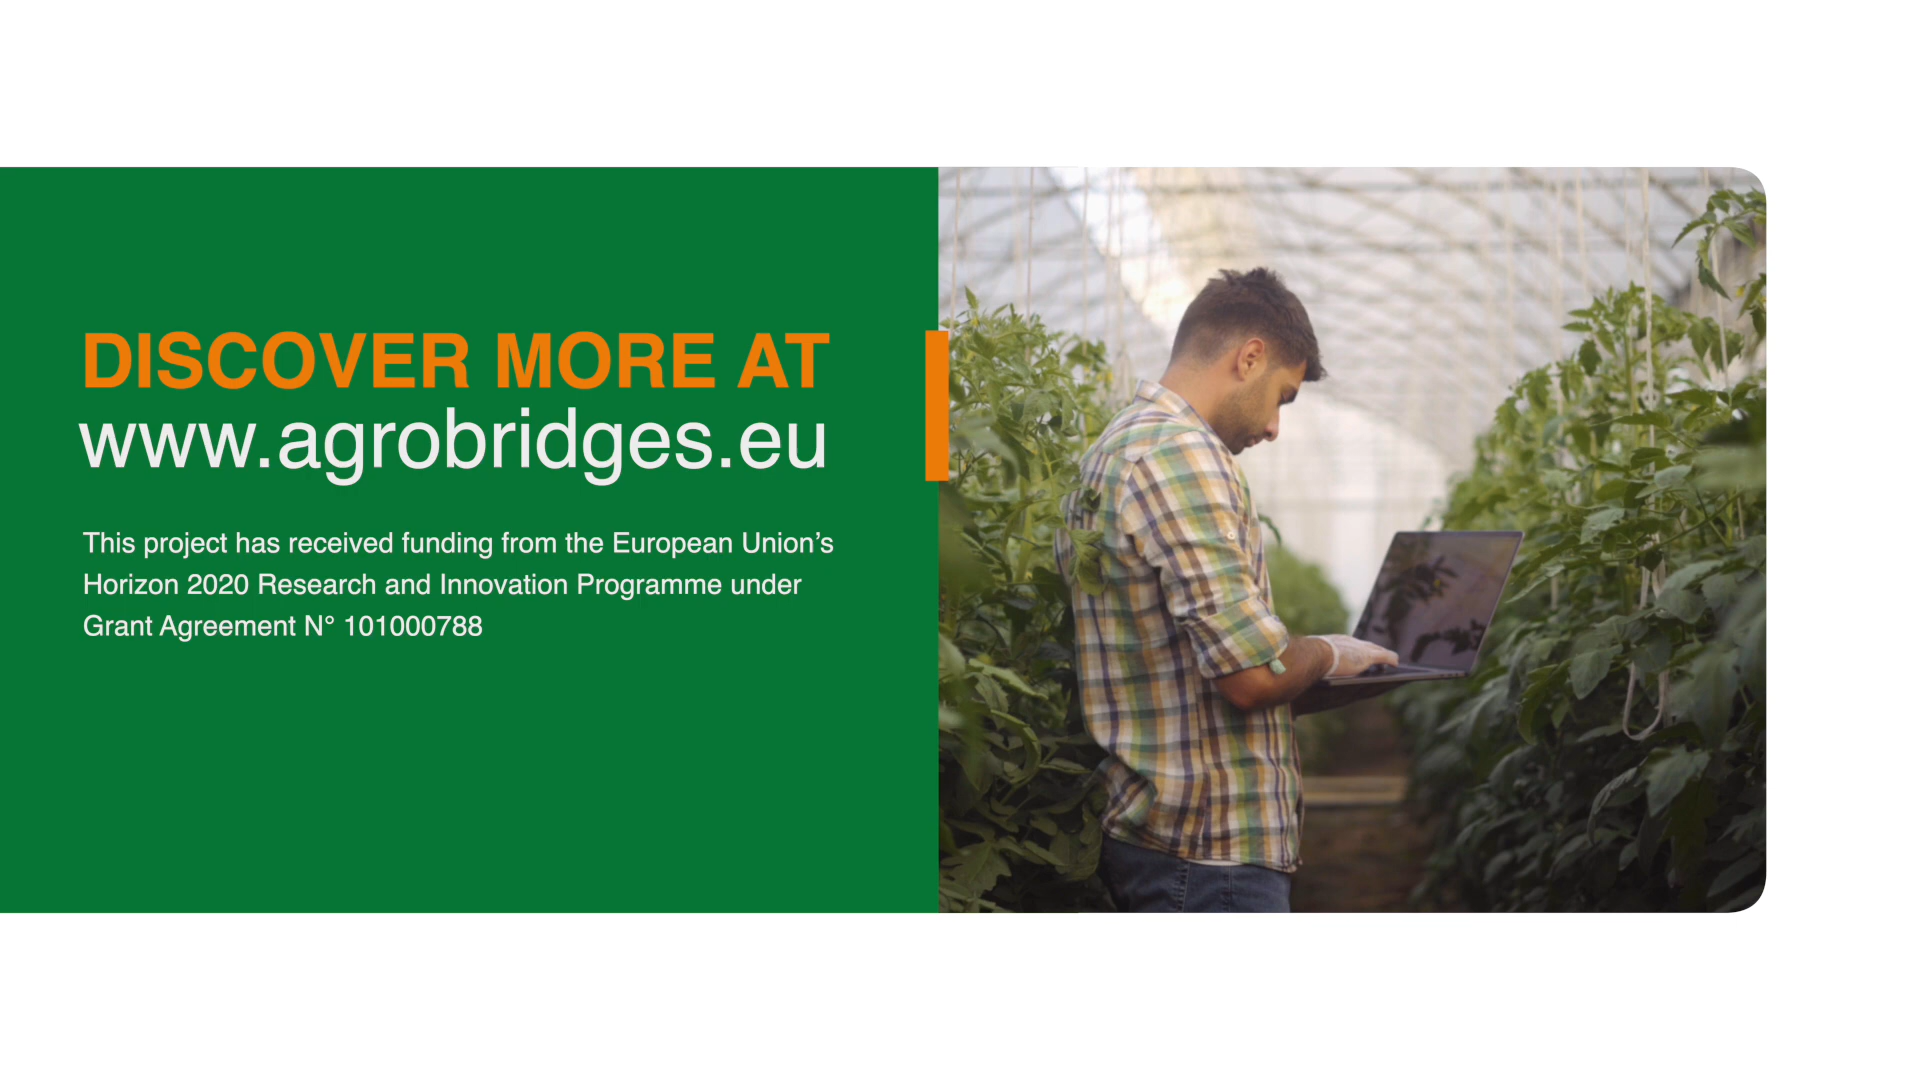 DISCOVER MORE AT
www.agrobridges.eu
This project has received funding from the European Union’s
Horizon 2020 Research and Innovation Programme under
Grant Agreement N° 101000788